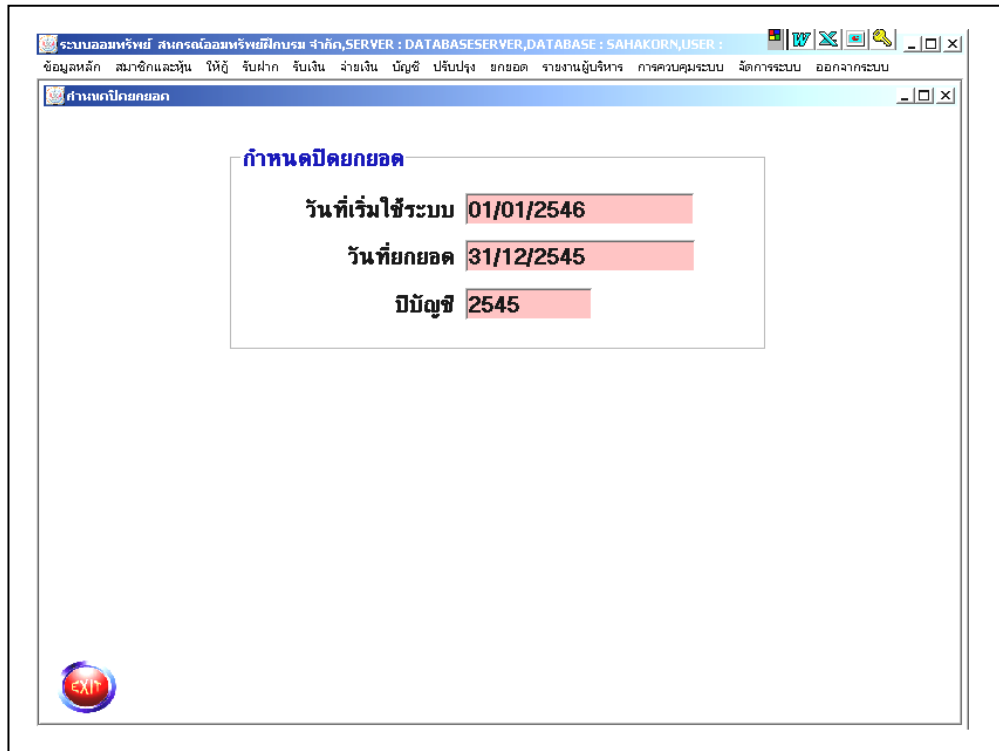 ระบบออมทรัพย์ สหกรณ์ออมทรัพย์ฝึกบรม จำกัด,SERVER : DATABASESERVER,DATABASE : SAHAKORN,USER :
ข้อมูลหลัก สมาชิกและหุ้น ให้กู้ รับฝาก รับเงิน จ่ายเงิน บัญชี ปรับปรุง ยกยอด รายงานผู้บริหาร การควบคุมระบบ จัดการระบบ ออกจากระบบ
กำหนดปิดยกยอด
กำหนดปิดยกยอด
วันที่เริ่มใช้ระบบ 01/01/2546
วันที่ยกยอด 31/12/2545
ปีบัญชี 2545
EXIT